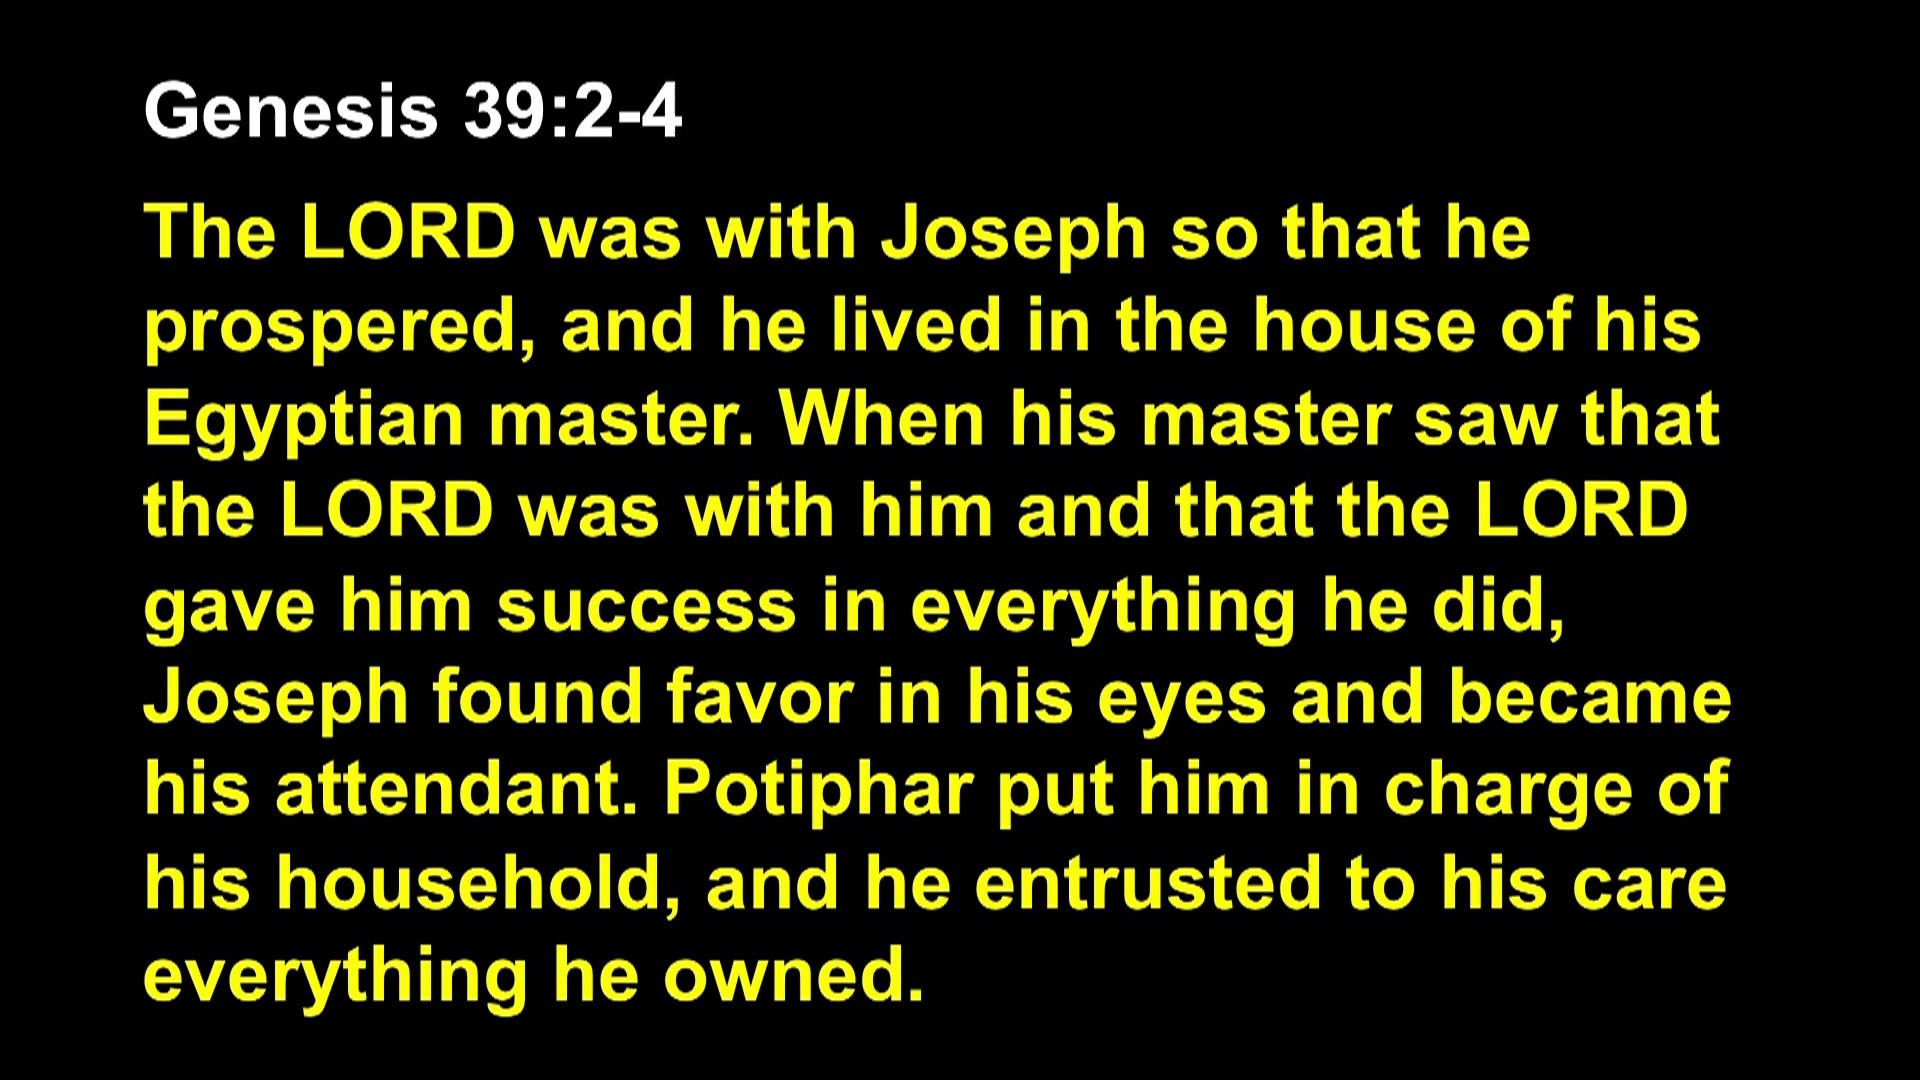 Genesis 39:2-4
The LORD was with Joseph so that he
prospered, and he lived in the house of his
Egyptian master. When his master saw that
the LORD was with him and that the LORD
gave him success in everything he did,
Joseph found favor in his eyes and became
his attendant. Potiphar put him in charge of
his household, and he entrusted to his care
everything he owned.